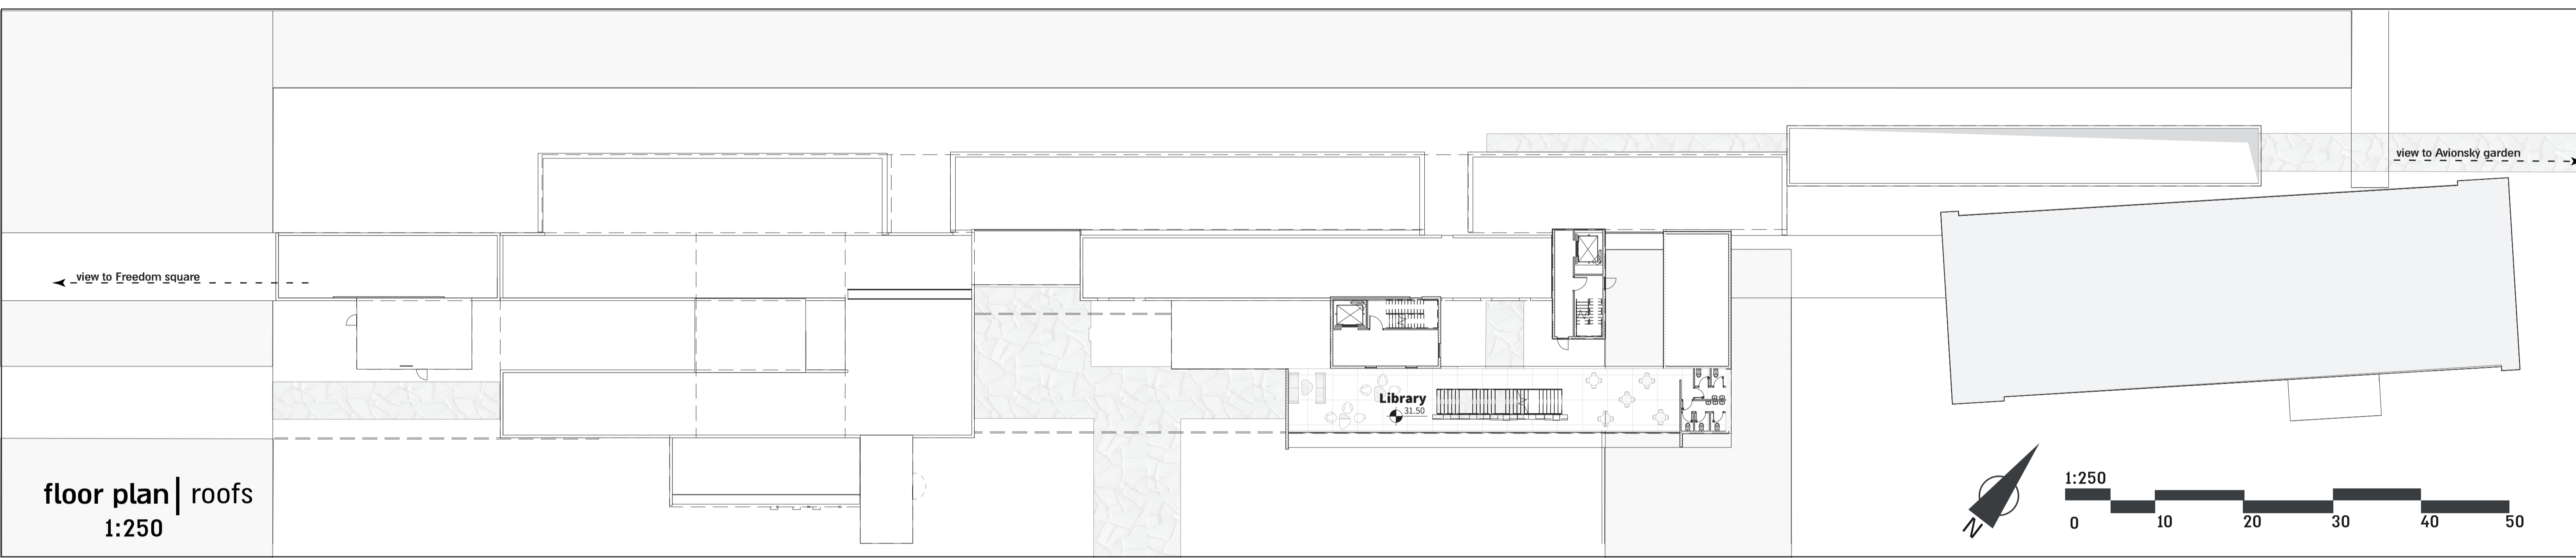 view to Avionský garden
view to Freedom square
Library
31.50
floor plan | roofs
1:250
N
1:250
0 10 20 30 40 50